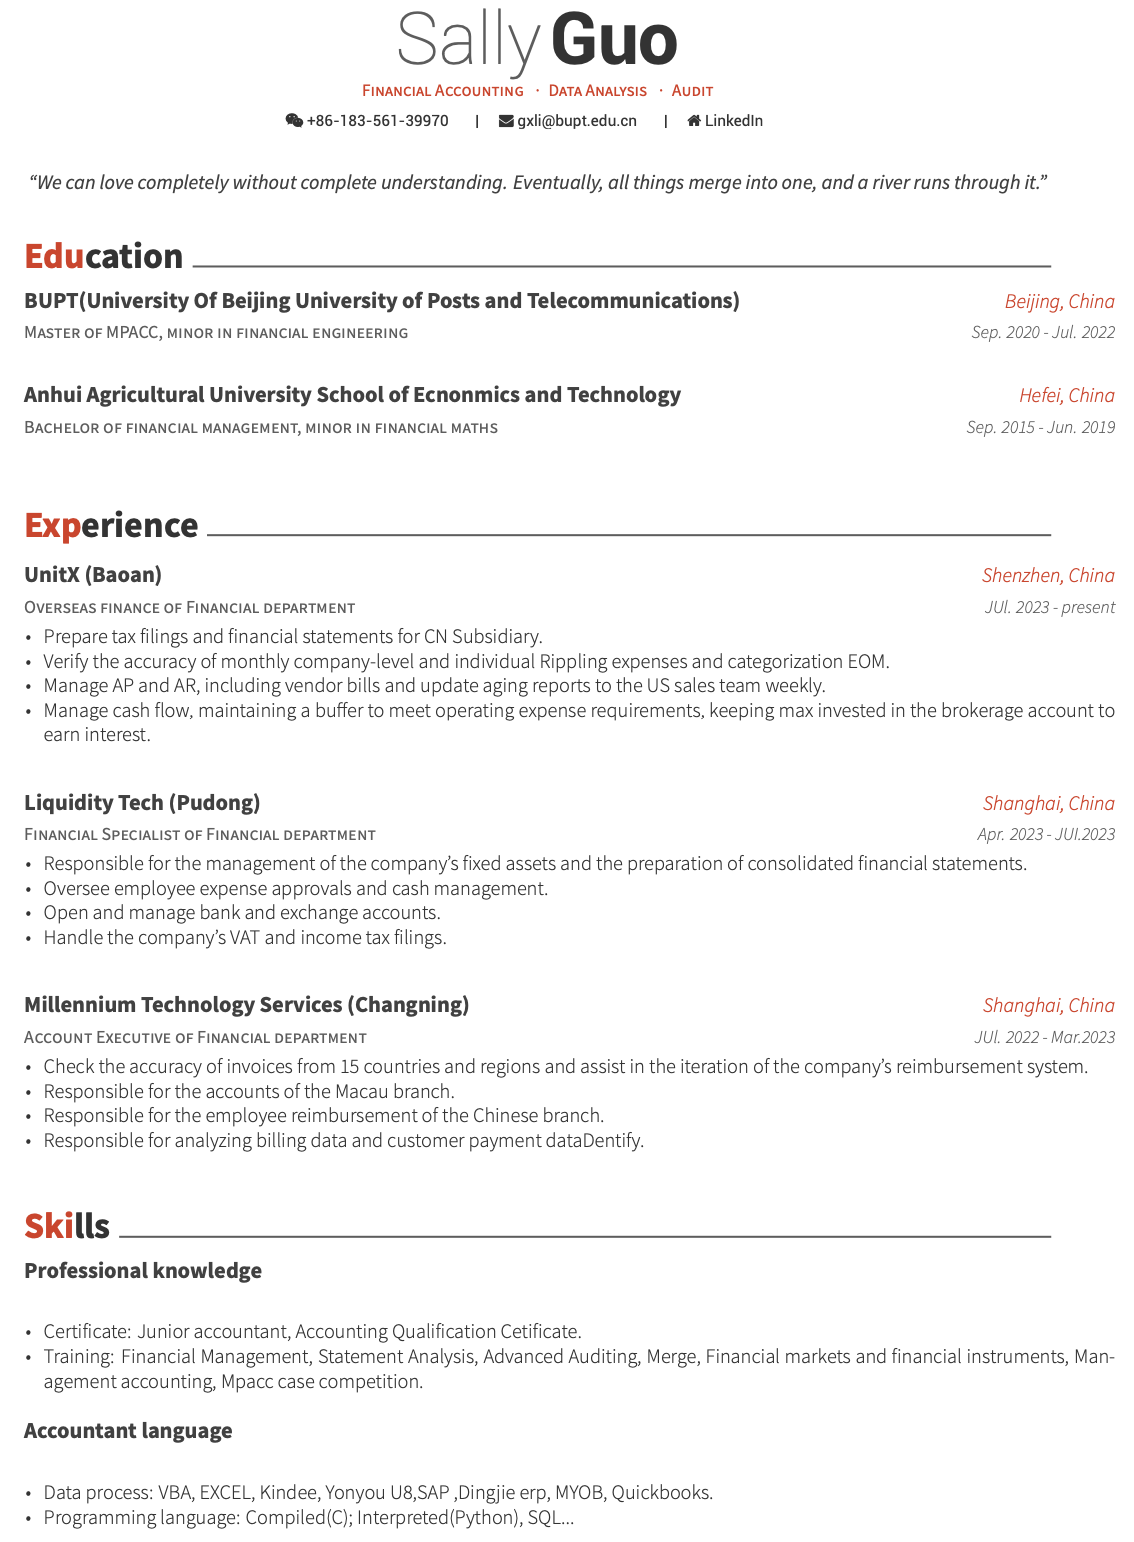 Sally Guo
Financial Accounting · Data Analysis · Audit
+86-183-561-39970 | gxli@bupt.edu.cn | LinkedIn
“We can love completely without complete understanding. Eventually, all things merge into one, and a river runs through it.”
Education
BUPT(University Of Beijing University of Posts and Telecommunications) Beijing, China
Master of MPACC, minor in financial engineering Sep. 2020 - Jul. 2022
Anhui Agricultural University School of Ecnonmics and Technology Hefei, China
Bachelor of financial management, minor in financial maths Sep. 2015 - Jun. 2019
Experience
UnitX (Baoan) Shenzhen, China
Overseas finance of Financial department JUl. 2023 - present
• Prepare tax filings and financial statements for CN Subsidiary.
• Verify the accuracy of monthly company-level and individual Rippling expenses and categorization EOM.
• Manage AP and AR, including vendor bills and update aging reports to the US sales team weekly.
• Manage cash flow, maintaining a buffer to meet operating expense requirements, keeping max invested in the brokerage account to
earn interest.
Liquidity Tech (Pudong) Shanghai, China
Financial Specialist of Financial department Apr. 2023 - JUl.2023
• Responsible for the management of the company’s fixed assets and the preparation of consolidated financial statements.
• Oversee employee expense approvals and cash management.
• Open and manage bank and exchange accounts.
• Handle the company’s VAT and income tax filings.
Millennium Technology Services (Changning) Shanghai, China
Account Executive of Financial department JUl. 2022 - Mar.2023
• Check the accuracy of invoices from 15 countries and regions and assist in the iteration of the company’s reimbursement system.
• Responsible for the accounts of the Macau branch.
• Responsible for the employee reimbursement of the Chinese branch.
• Responsible for analyzing billing data and customer payment dataDentify.
Skills
Professional knowledge
• Certificate: Junior accountant, Accounting Qualification Cetificate.
• Training: Financial Management, Statement Analysis, Advanced Auditing, Merge, Financial markets and financial instruments, Man-
agement accounting, Mpacc case competition.
Accountant language
• Data process: VBA, EXCEL, Kindee, Yonyou U8,SAP ,Dingjie erp, MYOB, Quickbooks.
• Programming language: Compiled(C); Interpreted(Python), SQL...